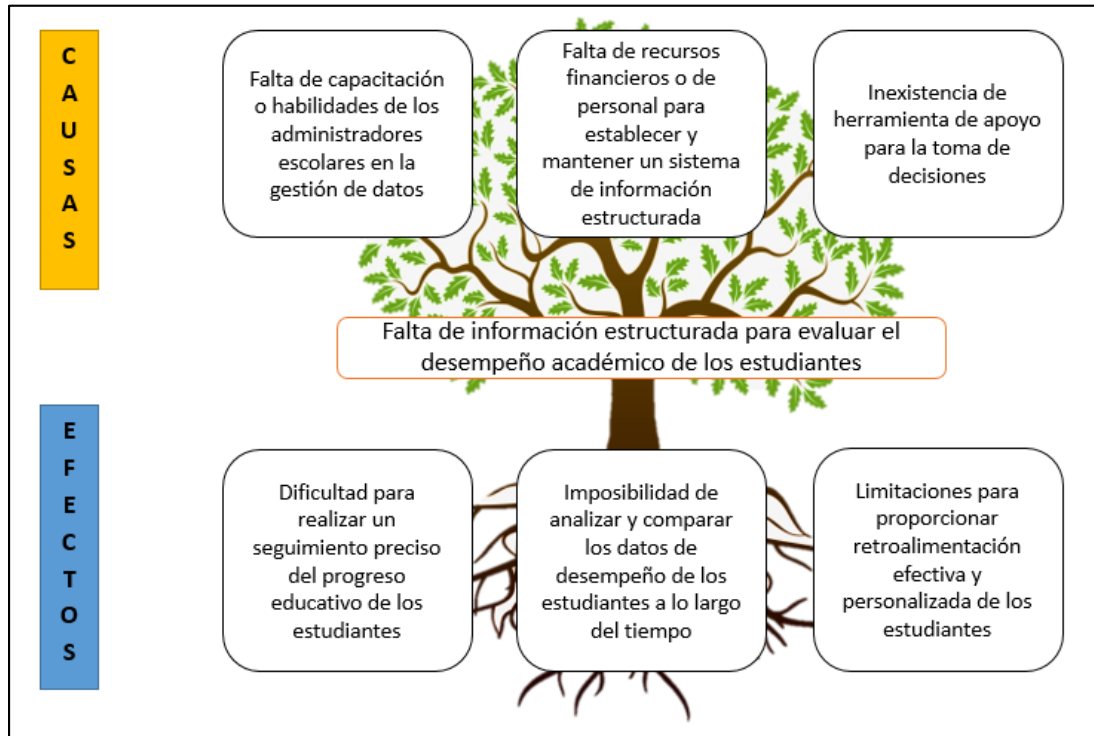 CAUSAS
Falta de capacitación
o habilidades de los
administradores
escolares en la
gestión de datos
Falta de recursos
financieros o de
personal para
establecer y
mantener un sistema
de información
estructurada
Inexistencia de
herramienta de apoyo
para la toma de
decisiones
Falta de información estructurada para evaluar el
desempeño académico de los estudiantes
EFECTOS
Dificultad para
realizar un
seguimiento preciso
del progreso
educativo de los
estudiantes
Imposibilidad de
analizar y comparar
los datos de
desempeño de los
estudiantes a lo largo
del tiempo
Limitaciones para
proporcionar
retroalimentación
efectiva y
personalizada de los
estudiantes